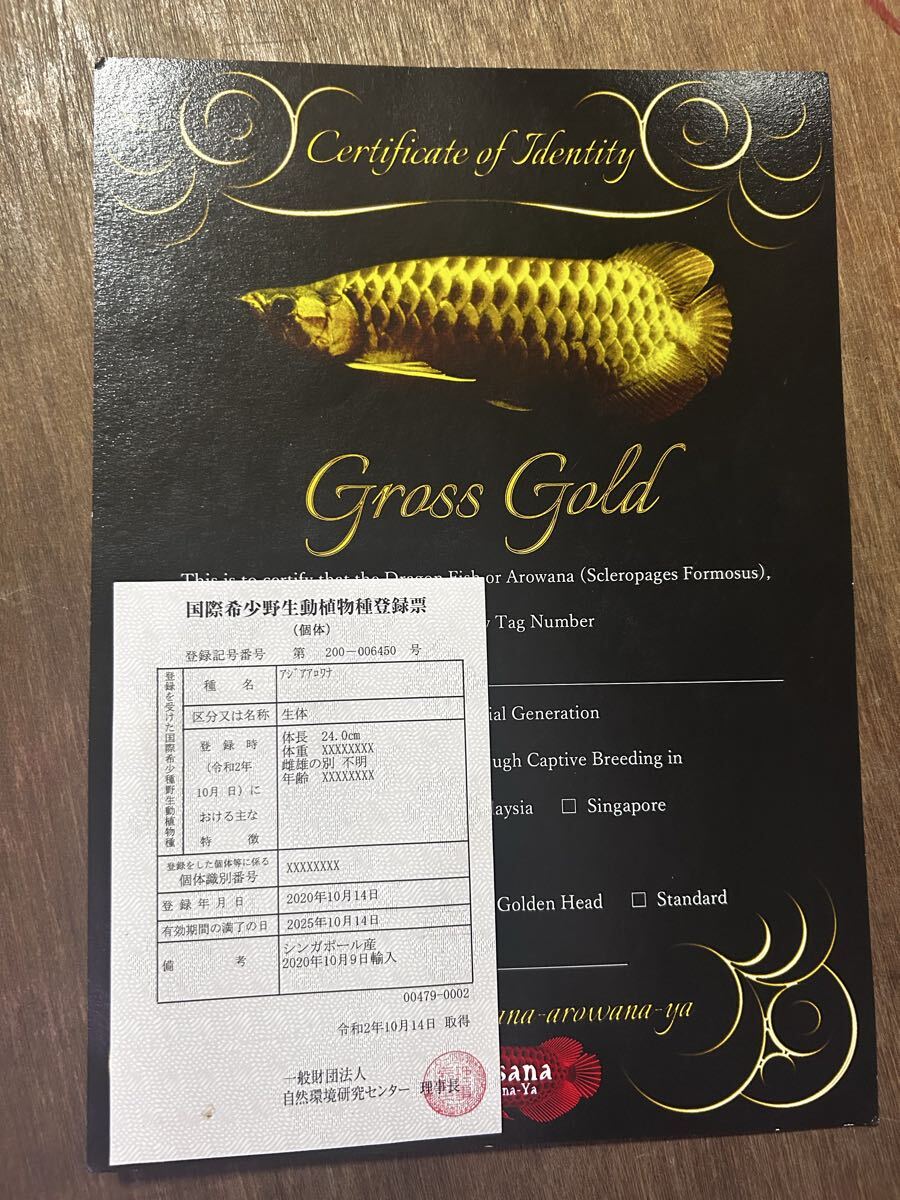 Certificate of Identity
Gross Gold
This is to certify that the Dragon Fish or Arowana (Scleropages Formosus),
Tag Number
ial Generation
ugh Captive Breeding in
aysia ☐ Singapore
Golden Head ☐ Standard
ana-arowana-ya
sana
na-Ya
国際希少野生動植物種登録票
(個体)
登録記号番号 第 200-006450 号
登録を受けた国際希少種野生動植物種
種 名 アジアアロワナ
区分又は名称 生体
登録時
(令和2年
10月 日)に
おける主な
特 徴
体長 24.0cm
体重 XXXXXXXX
雌雄の別 不明
年齢 XXXXXXXX
登録をした個体等に係る
個体識別番号 XXXXXXXX
登録年月日 2020年10月14日
有効期間の満了の日 2025年10月14日
備 考 シンガポール産
2020年10月9日輸入
00479-0002
令和2年10月14日 取得
一般財団法人
自然環境研究センター 理事長